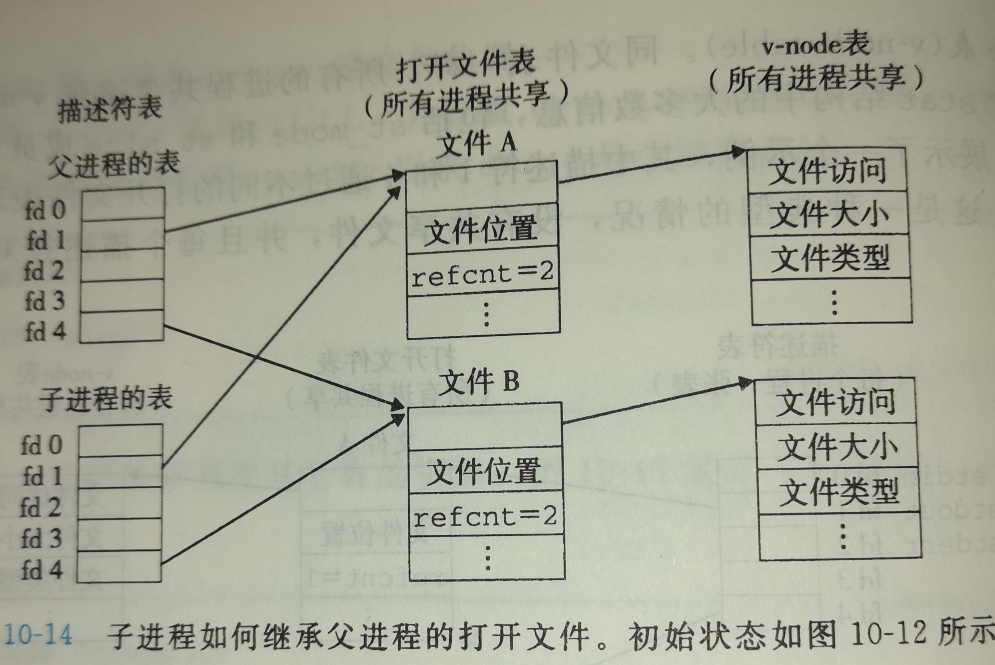 描述符表
打开文件表
(所有进程共享)
v-node表
(所有进程共享)
父进程的表
fd 0
fd 1
fd 2
fd 3
fd 4
文件 A
文件位置
refcnt=2
⋮
文件访问
文件大小
文件类型
⋮
子进程的表
fd 0
fd 1
fd 2
fd 3
fd 4
文件 B
文件位置
refcnt=2
⋮
文件访问
文件大小
文件类型
⋮
10-14 子进程如何继承父进程的打开文件。初始状态如图 10-12 所示